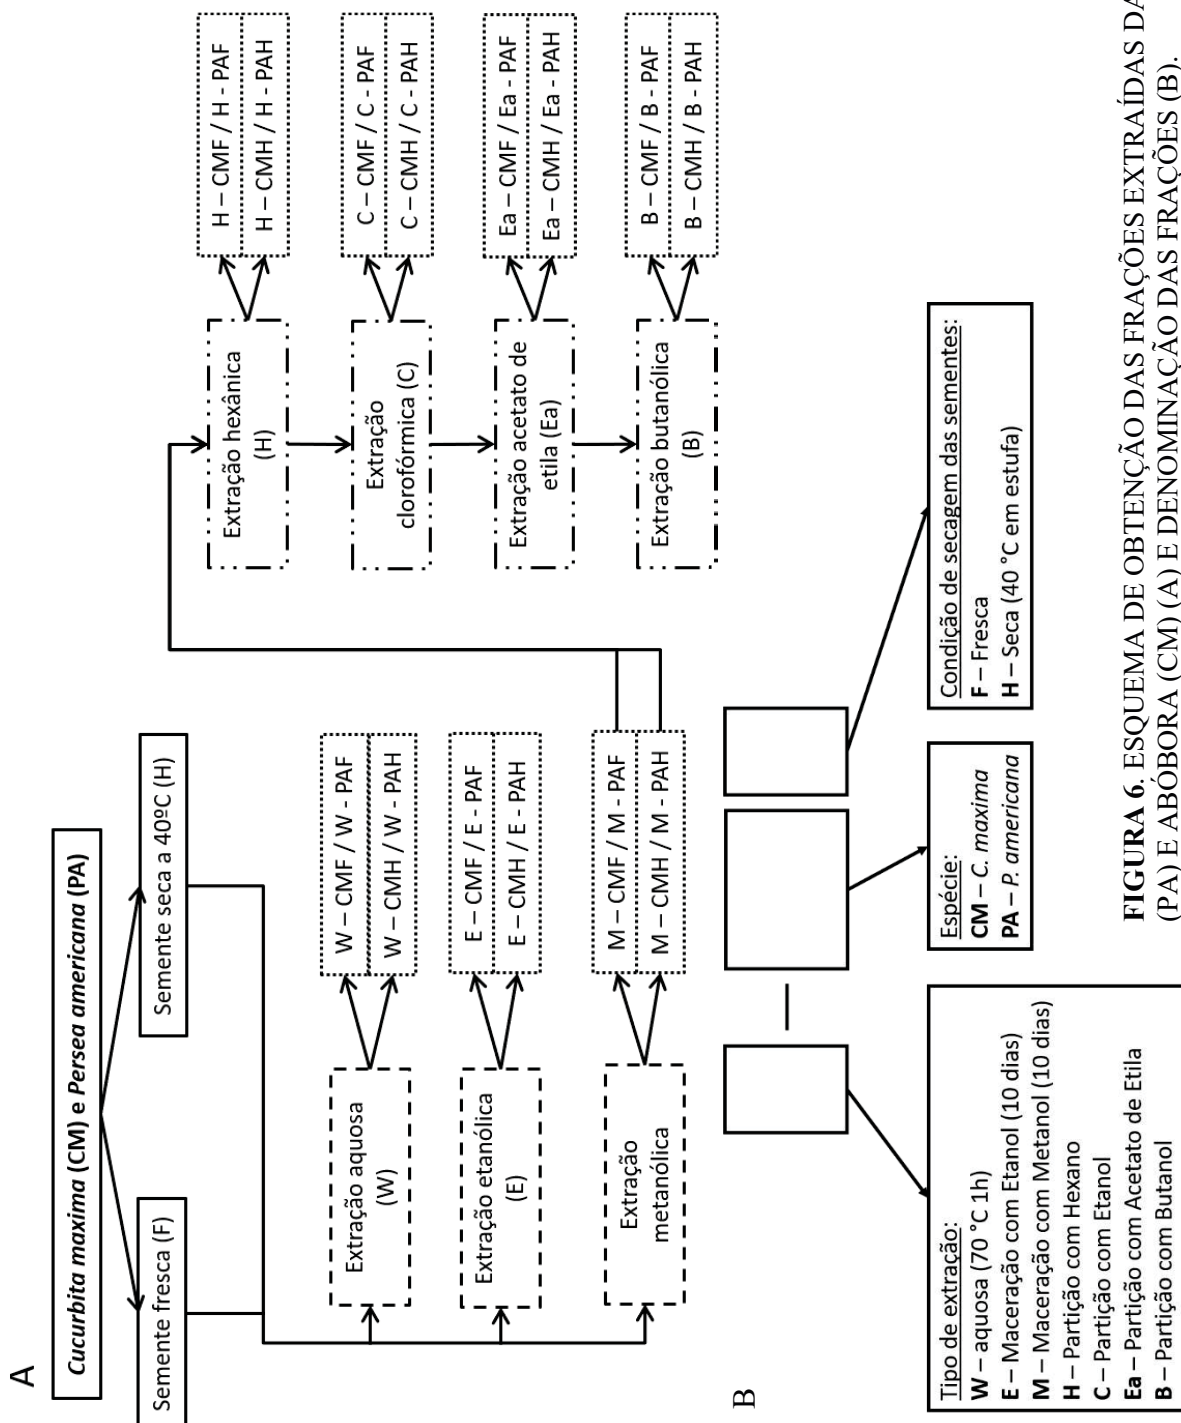 A
Cucurbita maxima (CM) e Persea americana (PA)
Semente fresca (F)
Semente seca a 40ºC (H)
Extração aquosa
(W)
W – CMF / W - PAF
W – CMH / W - PAH
Extração etanólica
(E)
E – CMF / E - PAF
E – CMH / E - PAH
Extração
metanólica
M – CMF / M - PAF
M – CMH / M - PAH
Extração hexânica
(H)
H – CMF / H - PAF
H – CMH / H - PAH
Extração
clorofórmica (C)
C – CMF / C - PAF
C – CMH / C - PAH
Extração acetato de
etila (Ea)
Ea – CMF / Ea - PAF
Ea – CMH / Ea - PAH
Extração butanólica
(B)
B – CMF / B - PAF
B – CMH / B - PAH
B
–
Tipo de extração:
W – aquosa (70 °C 1h)
E – Maceração com Etanol (10 dias)
M – Maceração com Metanol (10 dias)
H – Partição com Hexano
C – Partição com Etanol
Ea – Partição com Acetato de Etila
B – Partição com Butanol
Espécie:
CM – C. maxima
PA – P. americana
Condição de secagem das sementes:
F – Fresca
H – Seca (40 °C em estufa)
FIGURA 6. ESQUEMA DE OBTENÇÃO DAS FRAÇÕES EXTRAÍDAS DA
(PA) E ABÓBORA (CM) (A) E DENOMINAÇÃO DAS FRAÇÕES (B).